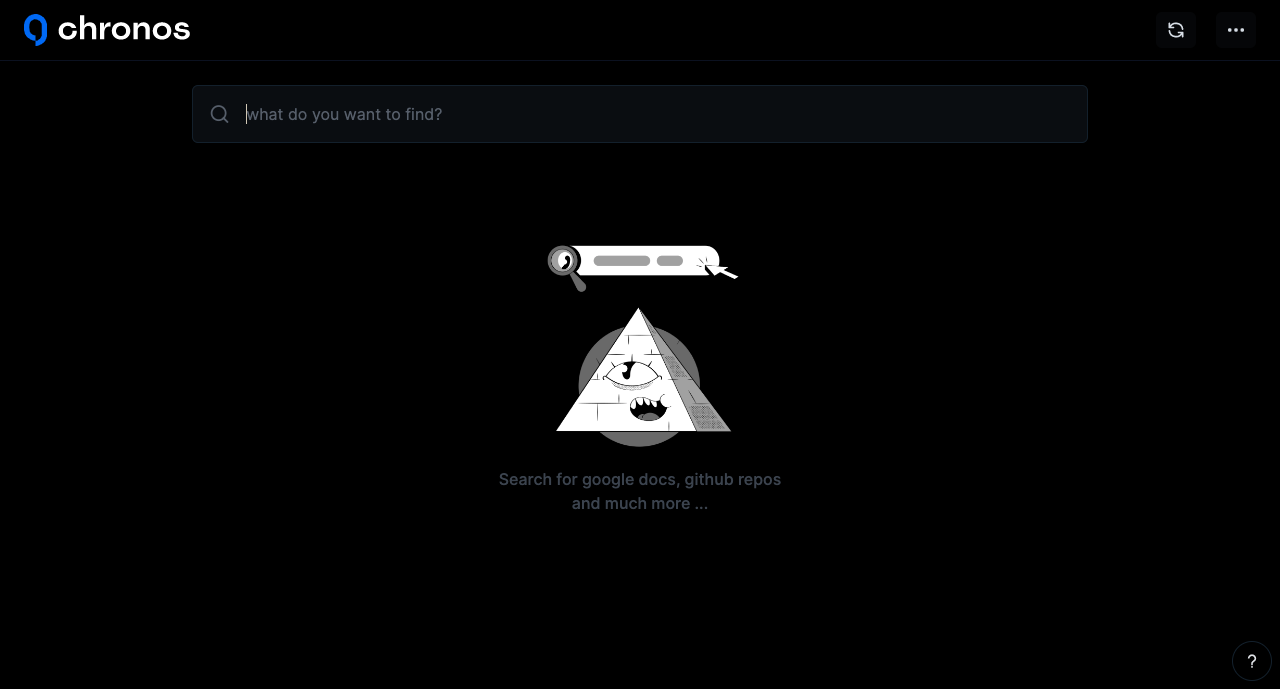 chronos
what do you want to find?
Search for google docs, github repos
and much more ...
?